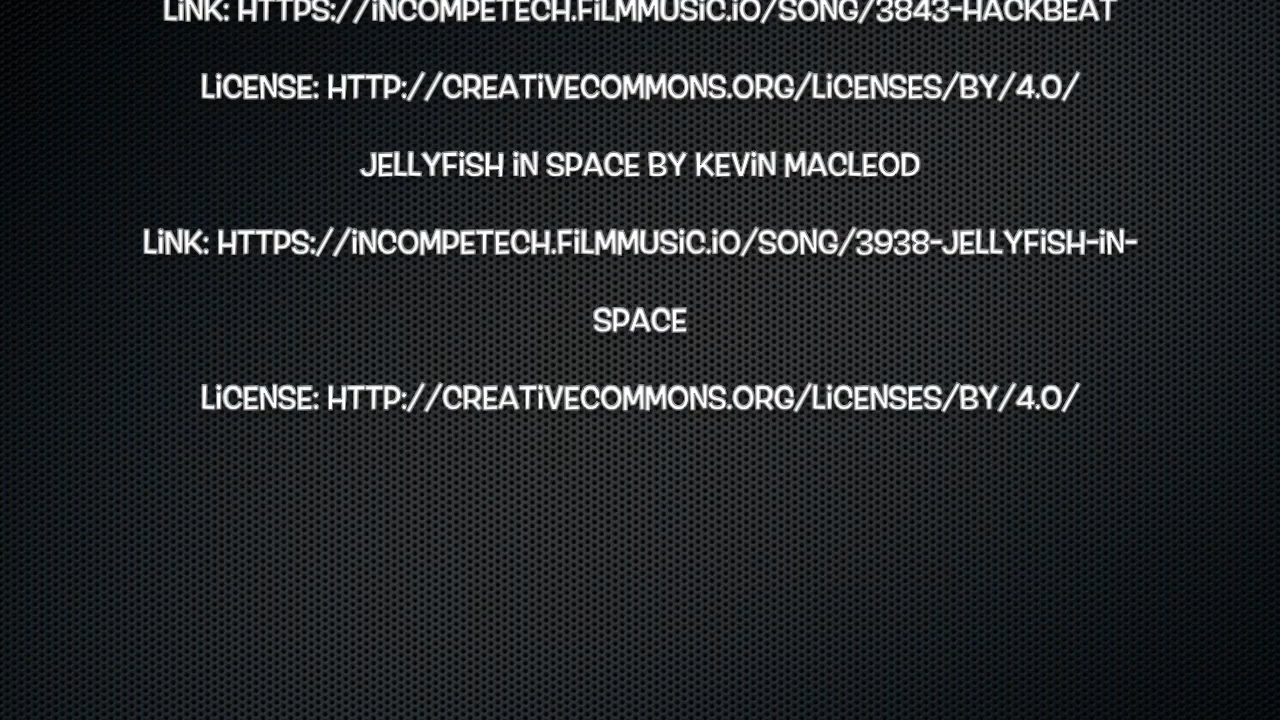 LiNK: HTTPS://iNCOMPETECH.FiLMMUSiC.iO/SONG/3843-HACKBEAT
LiCENSE: HTTP://CREATiVECOMMONS.ORG/LiCENSES/BY/4.0/
JELLYFiSH iN SPACE BY KEViN MACLEOD
LiNK: HTTPS://iNCOMPETECH.FiLMMUSiC.iO/SONG/3938-JELLYFiSH-iN-
SPACE
LiCENSE: HTTP://CREATiVECOMMONS.ORG/LiCENSES/BY/4.0/